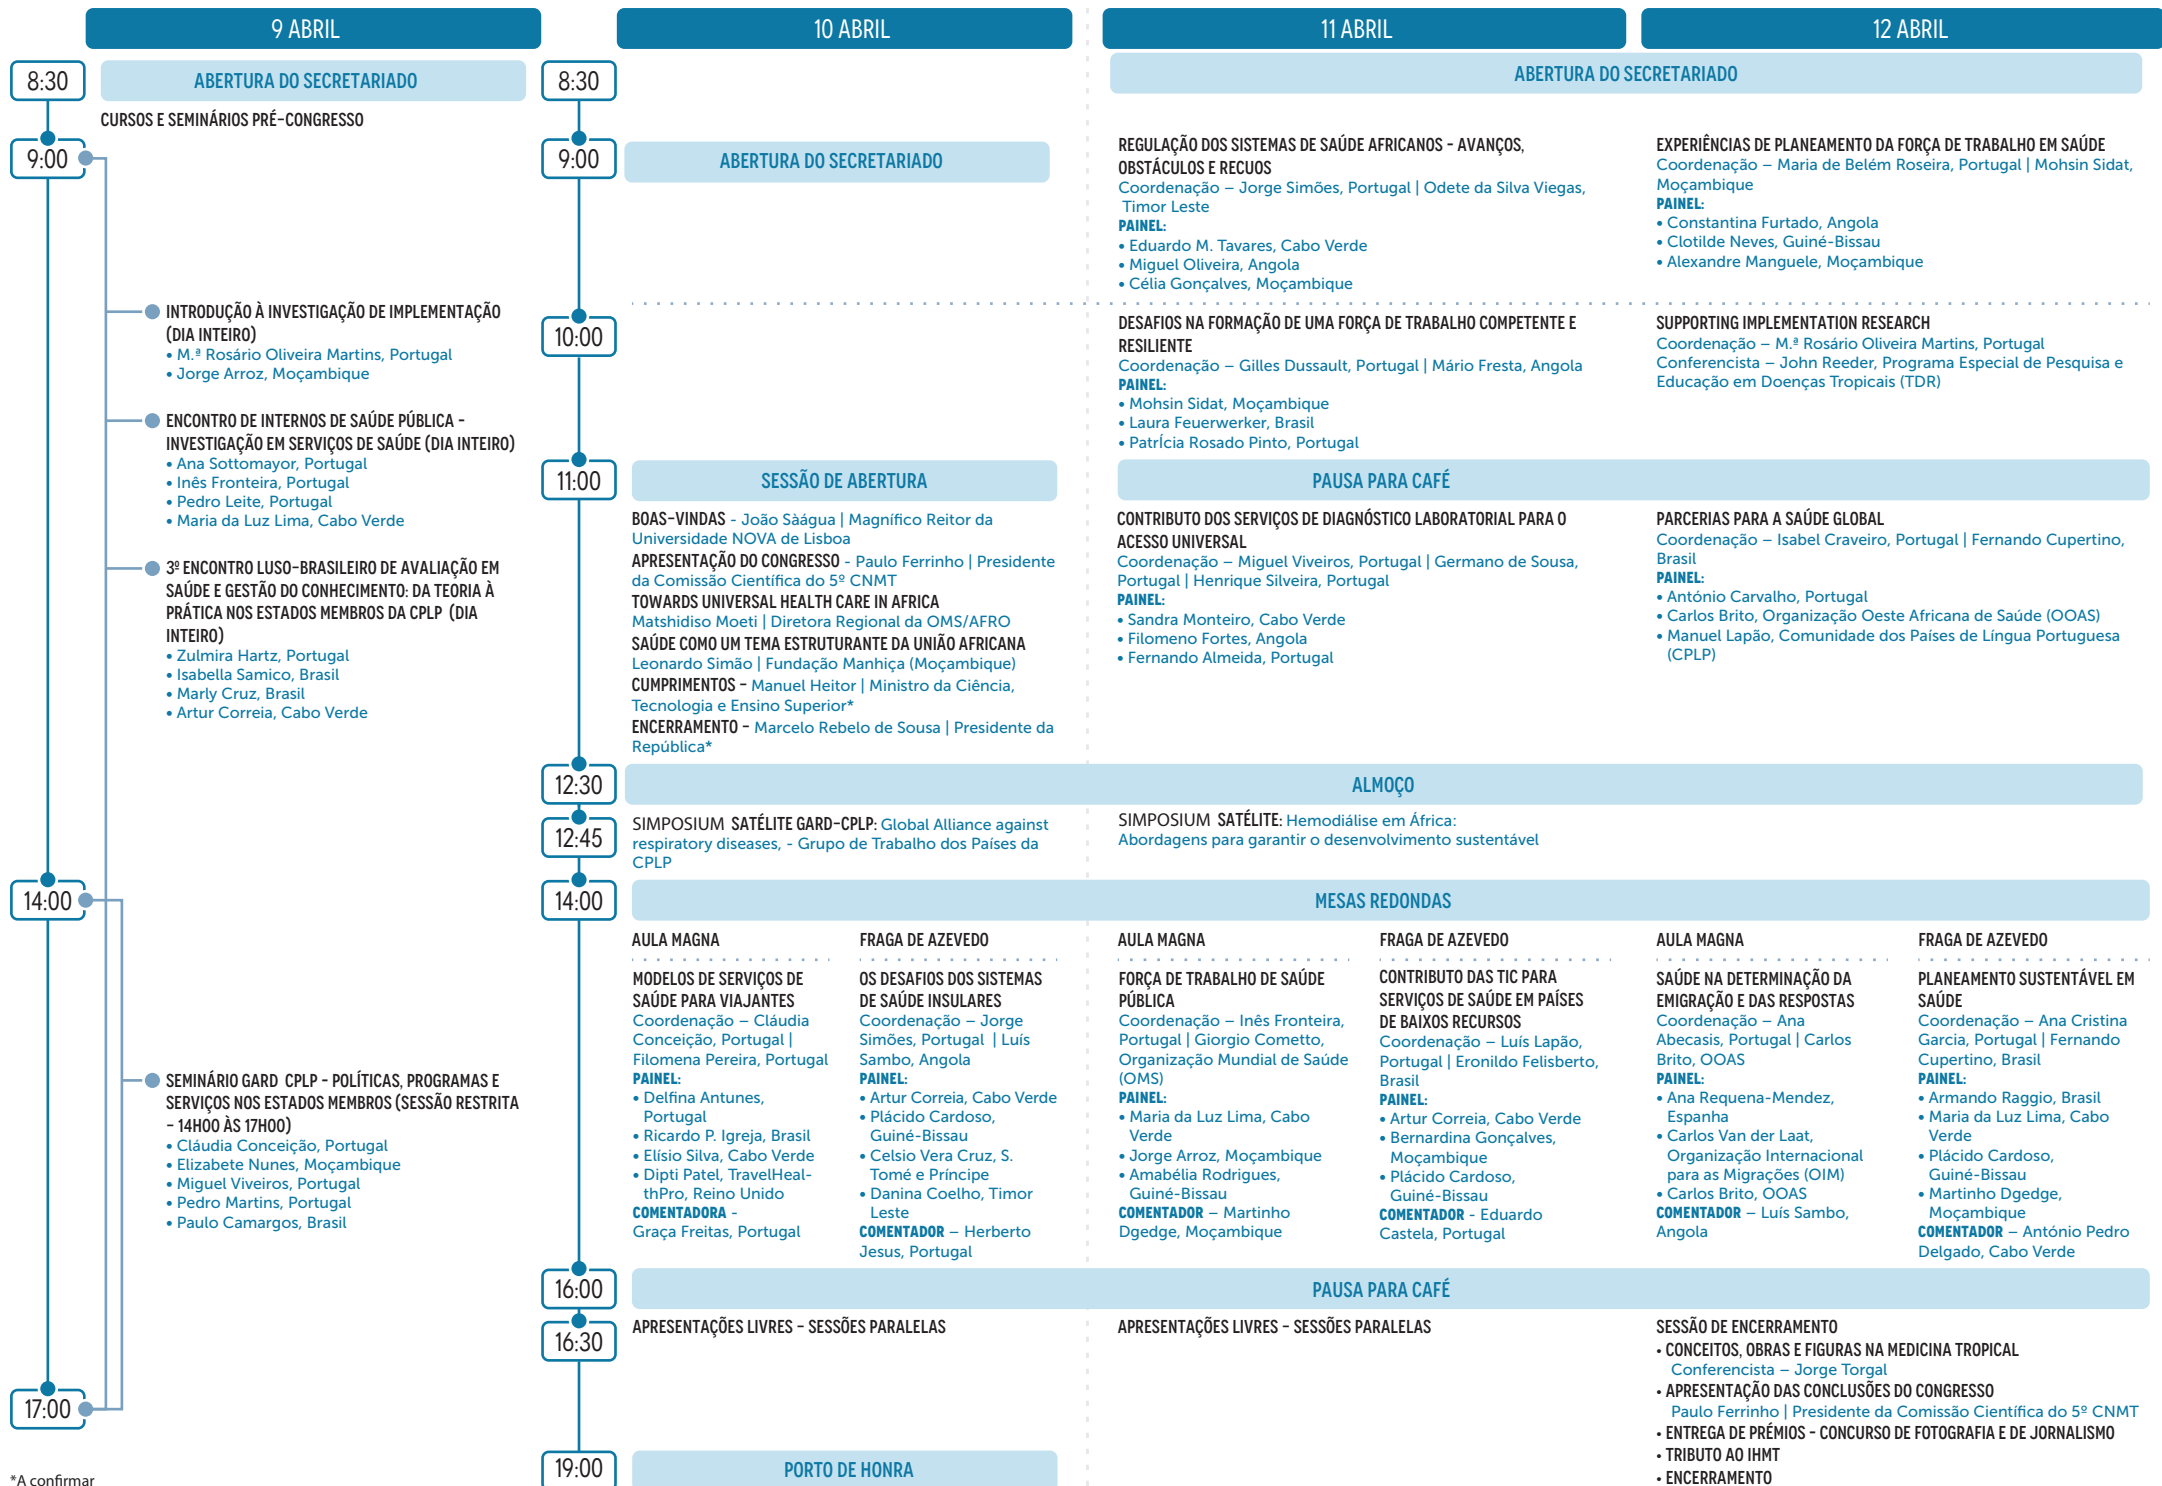 9 ABRIL
8:30
ABERTURA DO SECRETARIADO
CURSOS E SEMINÁRIOS PRÉ-CONGRESSO
9:00
INTRODUÇÃO À INVESTIGAÇÃO DE IMPLEMENTAÇÃO
(DIA INTEIRO)
• M.ª Rosário Oliveira Martins, Portugal
• Jorge Arroz, Moçambique
ENCONTRO DE INTERNOS DE SAÚDE PÚBLICA -
INVESTIGAÇÃO EM SERVIÇOS DE SAÚDE (DIA INTEIRO)
• Ana Sottomayor, Portugal
• Inês Fronteira, Portugal
• Pedro Leite, Portugal
• Maria da Luz Lima, Cabo Verde
3º ENCONTRO LUSO-BRASILEIRO DE AVALIAÇÃO EM
SAÚDE E GESTÃO DO CONHECIMENTO: DA TEORIA À
PRÁTICA NOS ESTADOS MEMBROS DA CPLP (DIA
INTEIRO)
• Zulmira Hartz, Portugal
• Isabella Samico, Brasil
• Marly Cruz, Brasil
• Artur Correia, Cabo Verde
14:00
SEMINÁRIO GARD CPLP - POLÍTICAS, PROGRAMAS E
SERVIÇOS NOS ESTADOS MEMBROS (SESSÃO RESTRITA
- 14H00 ÀS 17H00)
• Cláudia Conceição, Portugal
• Elizabete Nunes, Moçambique
• Miguel Viveiros, Portugal
• Pedro Martins, Portugal
• Paulo Camargos, Brasil
17:00
*A confirmar
10 ABRIL
11 ABRIL
12 ABRIL
8:30
ABERTURA DO SECRETARIADO
9:00
ABERTURA DO SECRETARIADO
REGULAÇÃO DOS SISTEMAS DE SAÚDE AFRICANOS - AVANÇOS,
OBSTÁCULOS E RECUOS
Coordenação – Jorge Simões, Portugal | Odete da Silva Viegas,
Timor Leste
PAINEL:
• Eduardo M. Tavares, Cabo Verde
• Miguel Oliveira, Angola
• Célia Gonçalves, Moçambique
EXPERIÊNCIAS DE PLANEAMENTO DA FORÇA DE TRABALHO EM SAÚDE
Coordenação – Maria de Belém Roseira, Portugal | Mohsin Sidat,
Moçambique
PAINEL:
• Constantina Furtado, Angola
• Clotilde Neves, Guiné-Bissau
• Alexandre Manguele, Moçambique
10:00
DESAFIOS NA FORMAÇÃO DE UMA FORÇA DE TRABALHO COMPETENTE E
RESILIENTE
Coordenação – Gilles Dussault, Portugal | Mário Fresta, Angola
PAINEL:
• Mohsin Sidat, Moçambique
• Laura Feuerwerker, Brasil
• PatrÍcia Rosado Pinto, Portugal
SUPPORTING IMPLEMENTATION RESEARCH
Coordenação – M.ª Rosário Oliveira Martins, Portugal
Conferencista – John Reeder, Programa Especial de Pesquisa e
Educação em Doenças Tropicais (TDR)
11:00
SESSÃO DE ABERTURA
PAUSA PARA CAFÉ
BOAS-VINDAS - João Sàágua | Magnífico Reitor da
Universidade NOVA de Lisboa
APRESENTAÇÃO DO CONGRESSO - Paulo Ferrinho | Presidente
da Comissão Científica do 5º CNMT
TOWARDS UNIVERSAL HEALTH CARE IN AFRICA
Matshidiso Moeti | Diretora Regional da OMS/AFRO
SAÚDE COMO UM TEMA ESTRUTURANTE DA UNIÃO AFRICANA
Leonardo Simão | Fundação Manhiça (Moçambique)
CUMPRIMENTOS - Manuel Heitor | Ministro da Ciência,
Tecnologia e Ensino Superior*
ENCERRAMENTO - Marcelo Rebelo de Sousa | Presidente da
República*
CONTRIBUTO DOS SERVIÇOS DE DIAGNÓSTICO LABORATORIAL PARA O
ACESSO UNIVERSAL
Coordenação – Miguel Viveiros, Portugal | Germano de Sousa,
Portugal | Henrique Silveira, Portugal
PAINEL:
• Sandra Monteiro, Cabo Verde
• Filomeno Fortes, Angola
• Fernando Almeida, Portugal
PARCERIAS PARA A SAÚDE GLOBAL
Coordenação – Isabel Craveiro, Portugal | Fernando Cupertino,
Brasil
PAINEL:
• António Carvalho, Portugal
• Carlos Brito, Organização Oeste Africana de Saúde (OOAS)
• Manuel Lapão, Comunidade dos Países de Língua Portuguesa
(CPLP)
12:30
ALMOÇO
12:45
SIMPOSIUM SATÉLITE GARD-CPLP: Global Alliance against
respiratory diseases, - Grupo de Trabalho dos Países da
CPLP
SIMPOSIUM SATÉLITE: Hemodiálise em África:
Abordagens para garantir o desenvolvimento sustentável
14:00
MESAS REDONDAS
AULA MAGNA
MODELOS DE SERVIÇOS DE
SAÚDE PARA VIAJANTES
Coordenação – Cláudia
Conceição, Portugal |
Filomena Pereira, Portugal
PAINEL:
• Delfina Antunes,
Portugal
• Ricardo P. Igreja, Brasil
• Elísio Silva, Cabo Verde
• Dipti Patel, TravelHeal-
thPro, Reino Unido
COMENTADORA -
Graça Freitas, Portugal
FRAGA DE AZEVEDO
OS DESAFIOS DOS SISTEMAS
DE SAÚDE INSULARES
Coordenação – Jorge
Simões, Portugal | Luís
Sambo, Angola
PAINEL:
• Artur Correia, Cabo Verde
• Plácido Cardoso,
Guiné-Bissau
• Celsio Vera Cruz, S.
Tomé e Príncipe
• Danina Coelho, Timor
Leste
COMENTADOR – Herberto
Jesus, Portugal
AULA MAGNA
FORÇA DE TRABALHO DE SAÚDE
PÚBLICA
Coordenação – Inês Fronteira,
Portugal | Giorgio Cometto,
Organização Mundial de Saúde
(OMS)
PAINEL:
• Maria da Luz Lima, Cabo
Verde
• Jorge Arroz, Moçambique
• Amabélia Rodrigues,
Guiné-Bissau
COMENTADOR – Martinho
Dgedge, Moçambique
FRAGA DE AZEVEDO
CONTRIBUTO DAS TIC PARA
SERVIÇOS DE SAÚDE EM PAÍSES
DE BAIXOS RECURSOS
Coordenação – Luís Lapão,
Portugal | Eronildo Felisberto,
Brasil
PAINEL:
• Artur Correia, Cabo Verde
• Bernardina Gonçalves,
Moçambique
• Plácido Cardoso,
Guiné-Bissau
COMENTADOR - Eduardo
Castela, Portugal
AULA MAGNA
SAÚDE NA DETERMINAÇÃO DA
EMIGRAÇÃO E DAS RESPOSTAS
Coordenação – Ana
Abecasis, Portugal | Carlos
Brito, OOAS
PAINEL:
• Ana Requena-Mendez,
Espanha
• Carlos Van der Laat,
Organização Internacional
para as Migrações (OIM)
• Carlos Brito, OOAS
COMENTADOR – Luís Sambo,
Angola
FRAGA DE AZEVEDO
PLANEAMENTO SUSTENTÁVEL EM
SAÚDE
Coordenação – Ana Cristina
Garcia, Portugal | Fernando
Cupertino, Brasil
PAINEL:
• Armando Raggio, Brasil
• Maria da Luz Lima, Cabo
Verde
• Plácido Cardoso,
Guiné-Bissau
• Martinho Dgedge,
Moçambique
COMENTADOR – António Pedro
Delgado, Cabo Verde
16:00
PAUSA PARA CAFÉ
16:30
APRESENTAÇÕES LIVRES - SESSÕES PARALELAS
APRESENTAÇÕES LIVRES - SESSÕES PARALELAS
SESSÃO DE ENCERRAMENTO
• CONCEITOS, OBRAS E FIGURAS NA MEDICINA TROPICAL
Conferencista – Jorge Torgal
• APRESENTAÇÃO DAS CONCLUSÕES DO CONGRESSO
Paulo Ferrinho | Presidente da Comissão Científica do 5º CNMT
• ENTREGA DE PRÉMIOS - CONCURSO DE FOTOGRAFIA E DE JORNALISMO
• TRIBUTO AO IHMT
• ENCERRAMENTO
19:00
PORTO DE HONRA